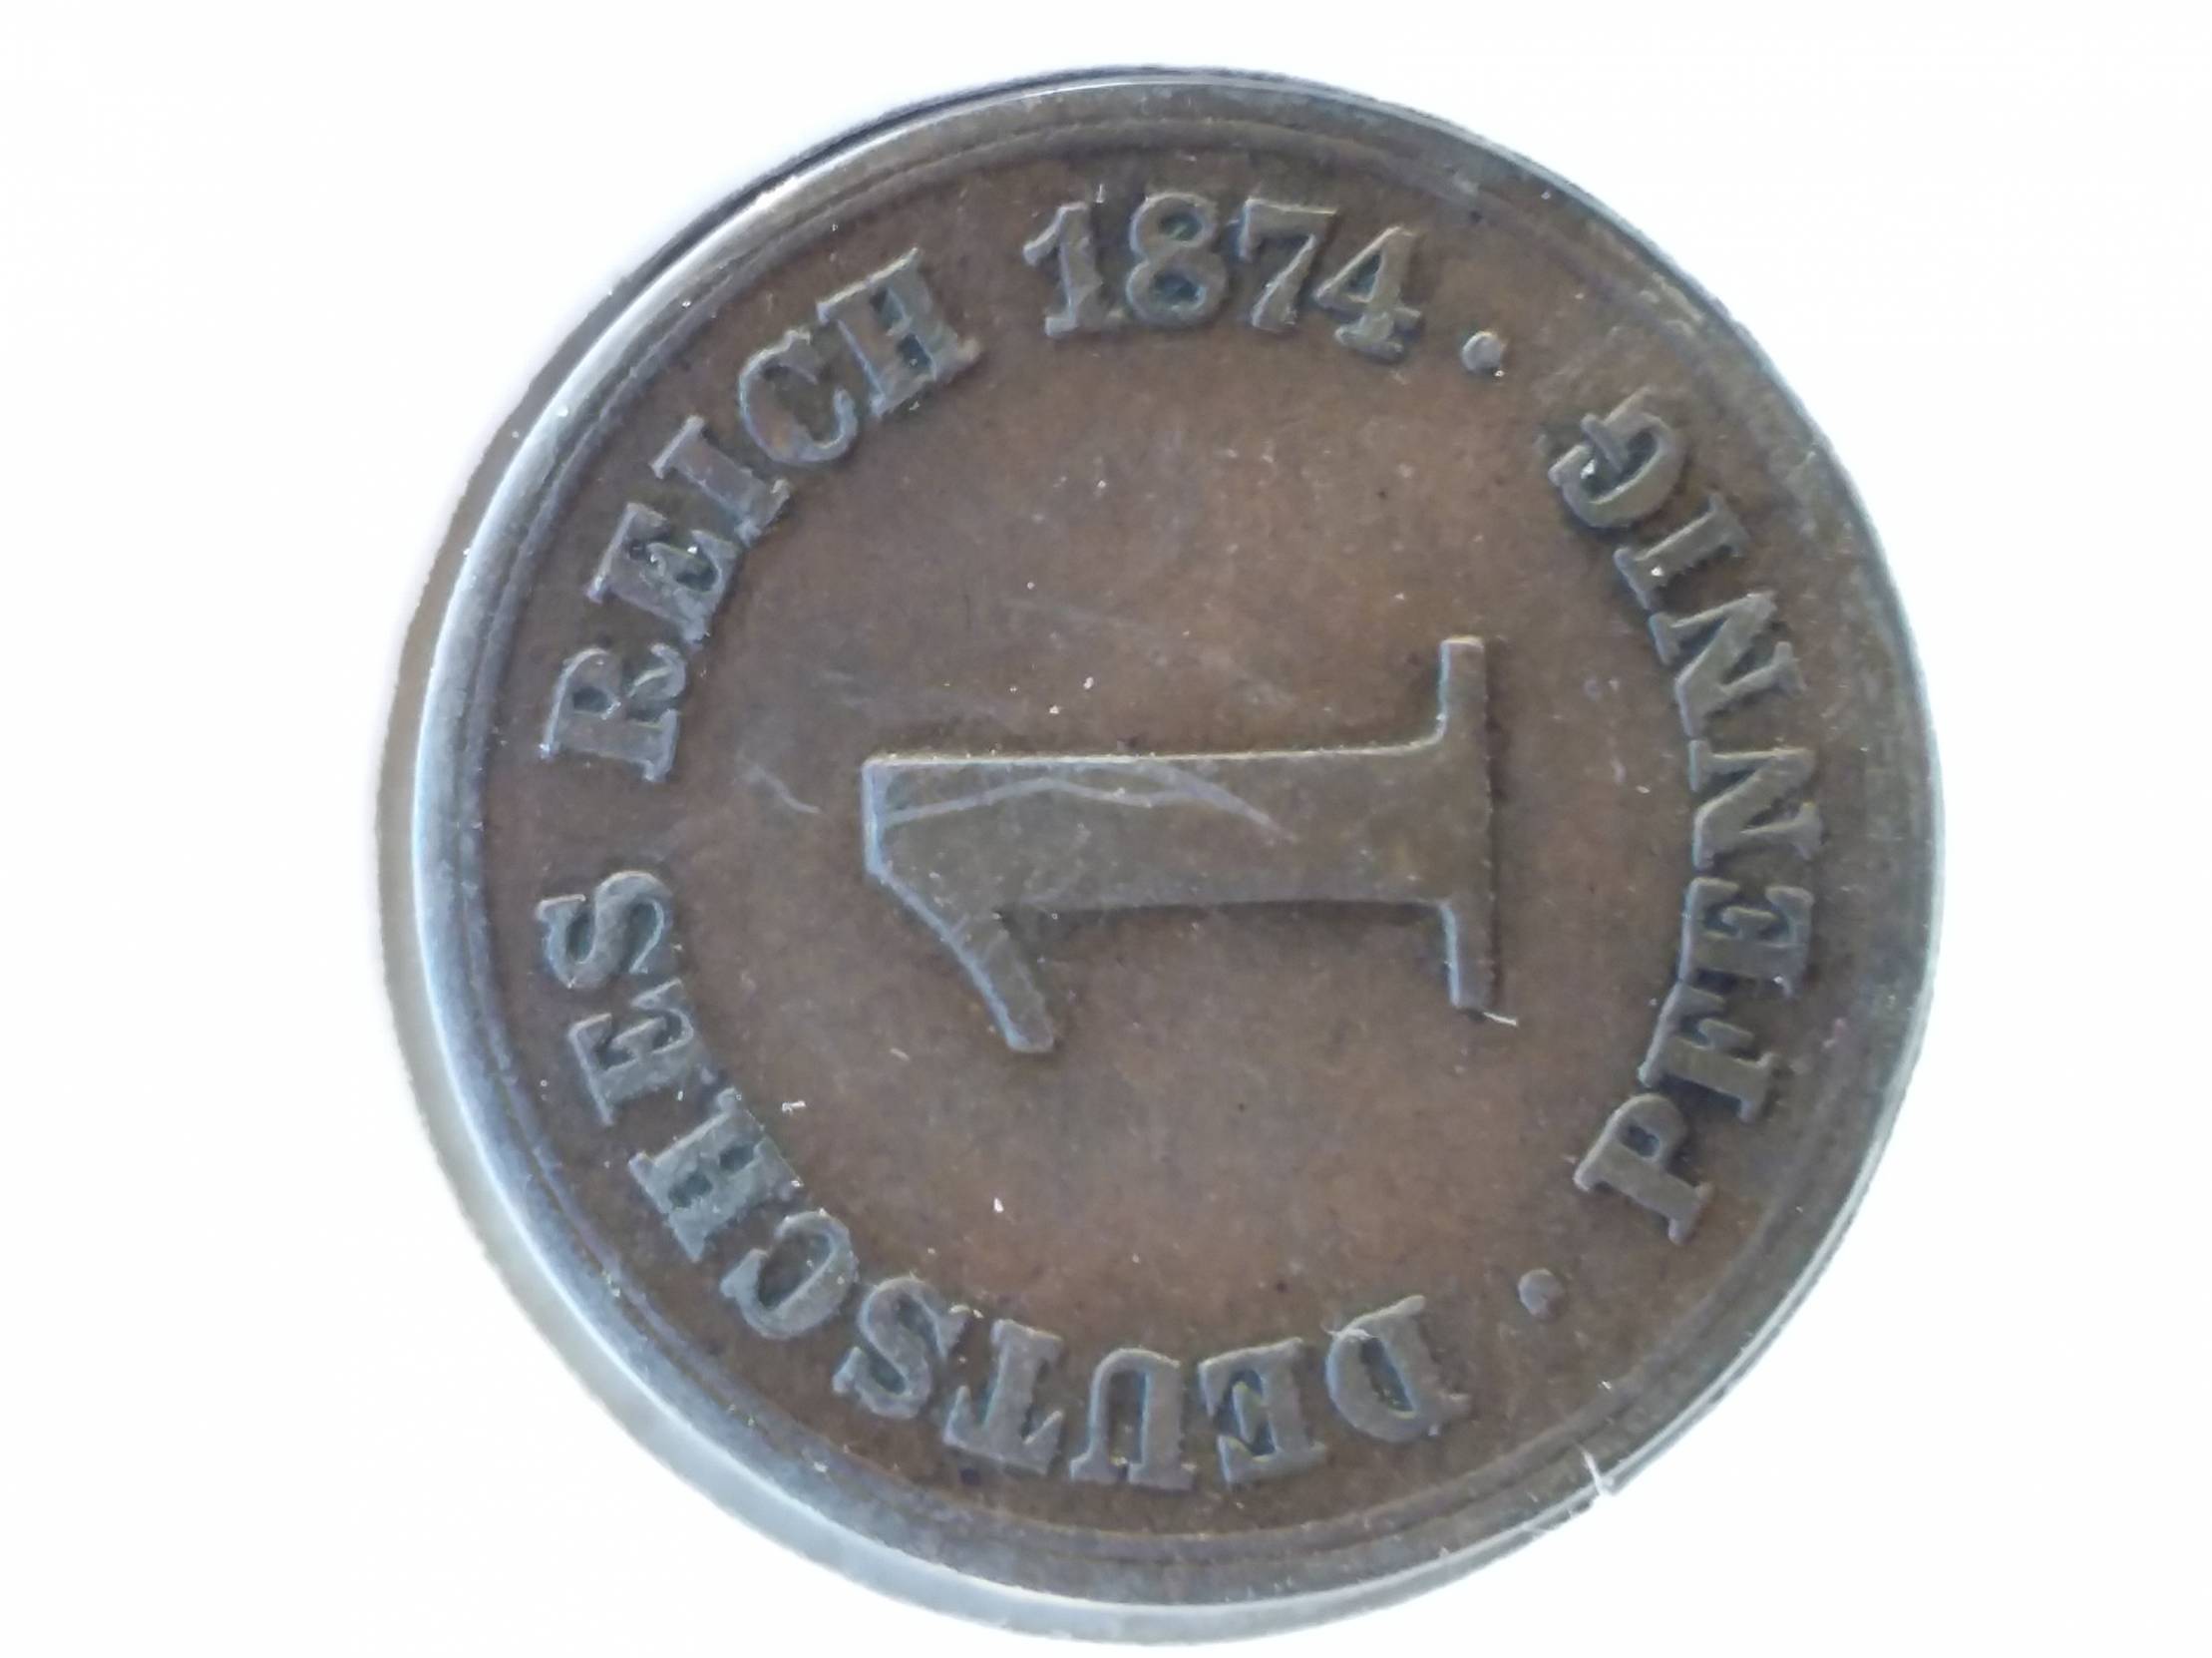 DEUTSCHES REICH 1874.
1
PFENNIG.